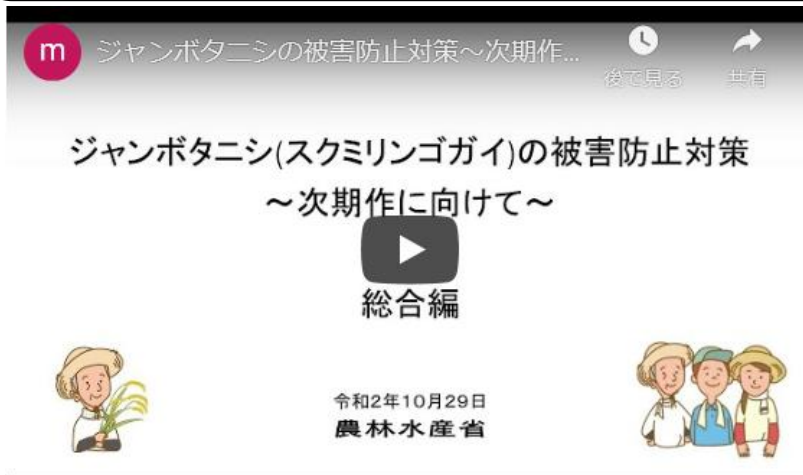 m
ジャンボタニシの被害防止対策～次期作...
後で見る
共有
ジャンボタニシ(スクミリンゴガイ)の被害防止対策
～次期作に向けて～
総合編
令和2年10月29日
農林水産省